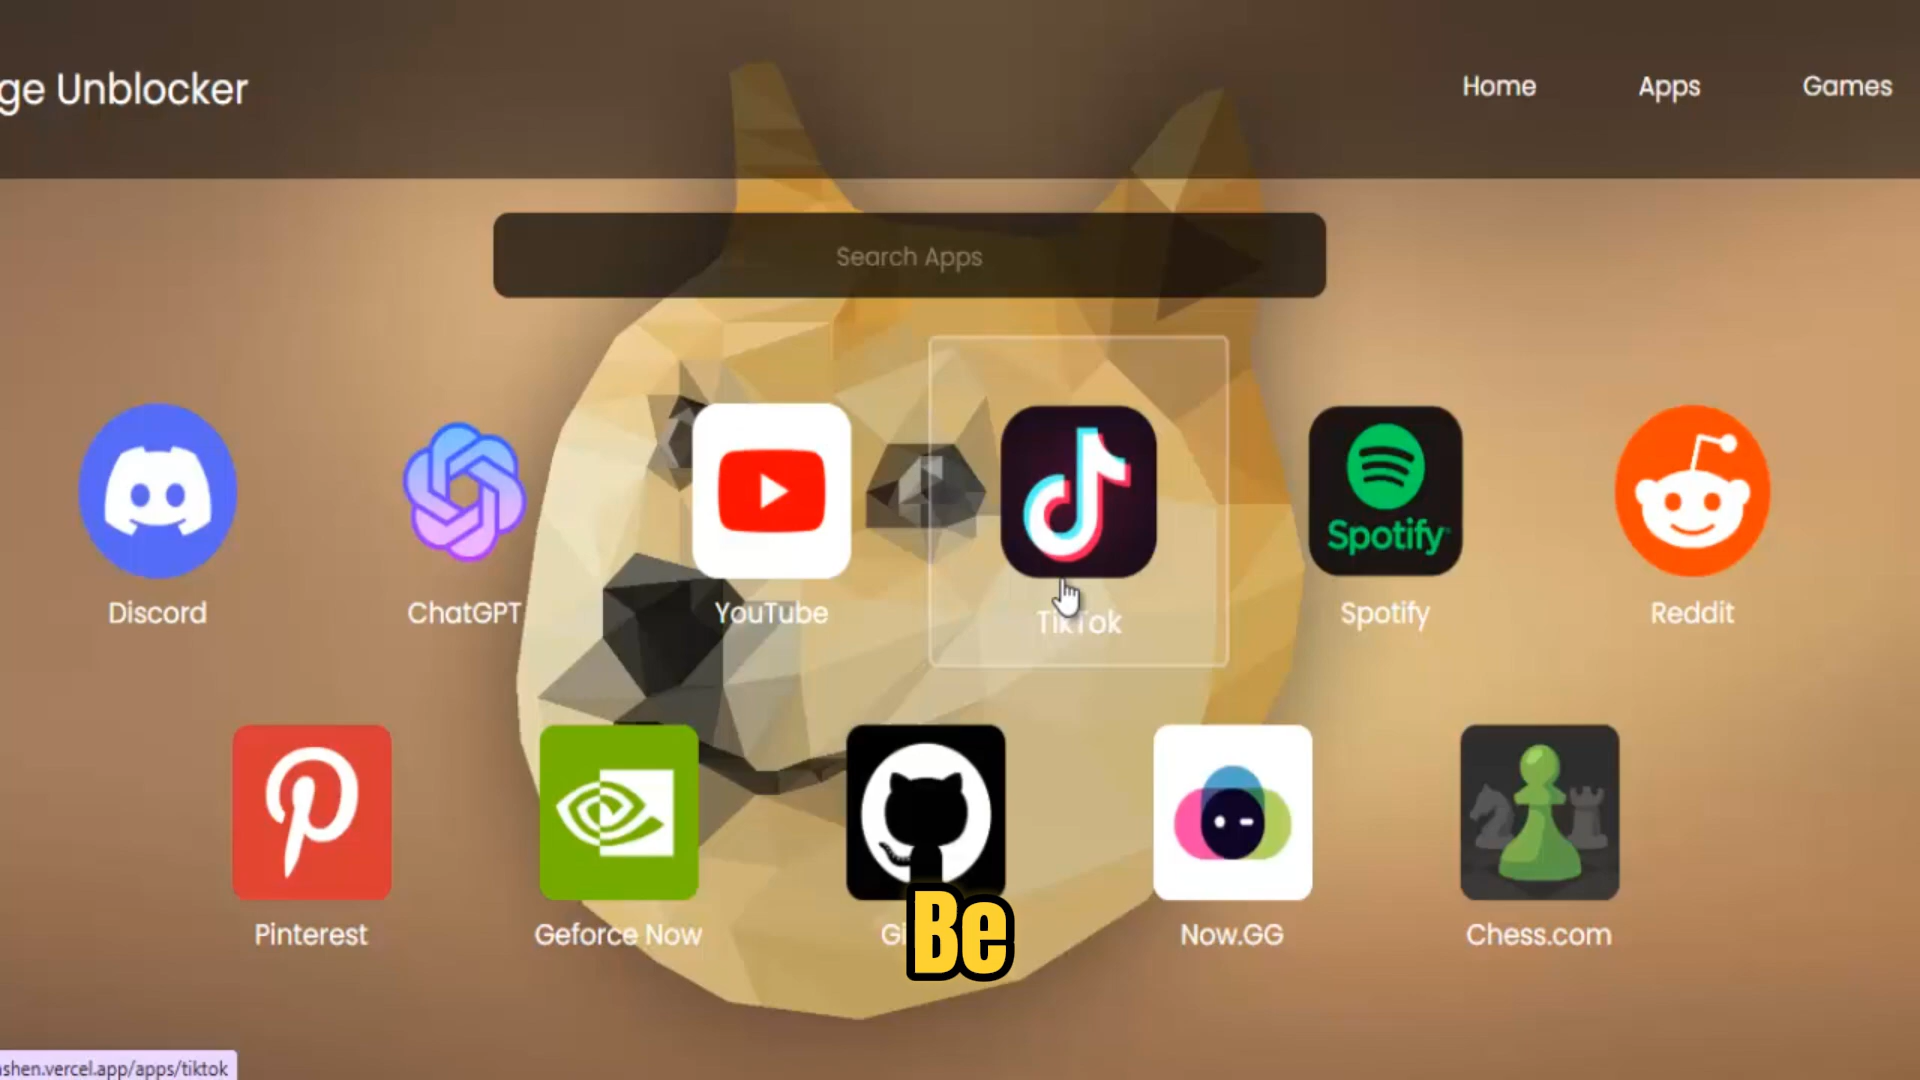 ge Unblocker
Home
Apps
Games
Search Apps
Spotify
Discord
ChatGPT
YouTube
TikTok
Spotify
Reddit
Pinterest
Geforce Now
Gi
Be
Now.GG
Chess.com
shen.vercel.app/apps/tiktok